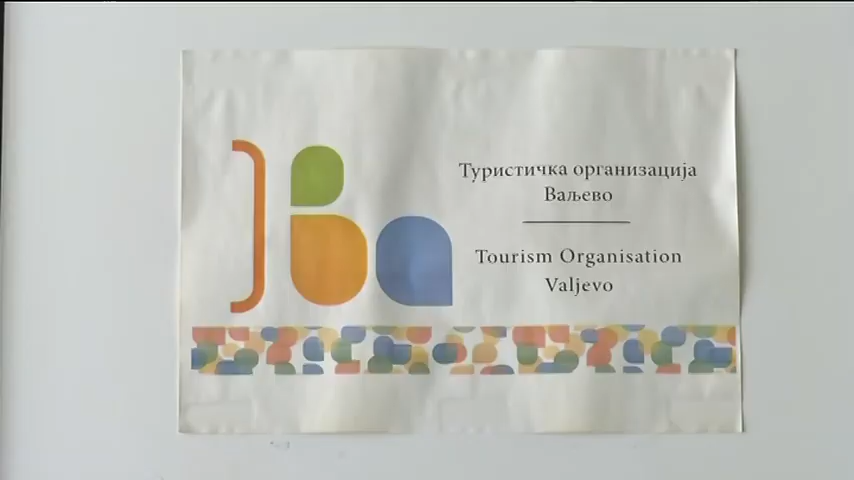 Туристичка организација
Ваљево
Tourism Organisation
Valjevo